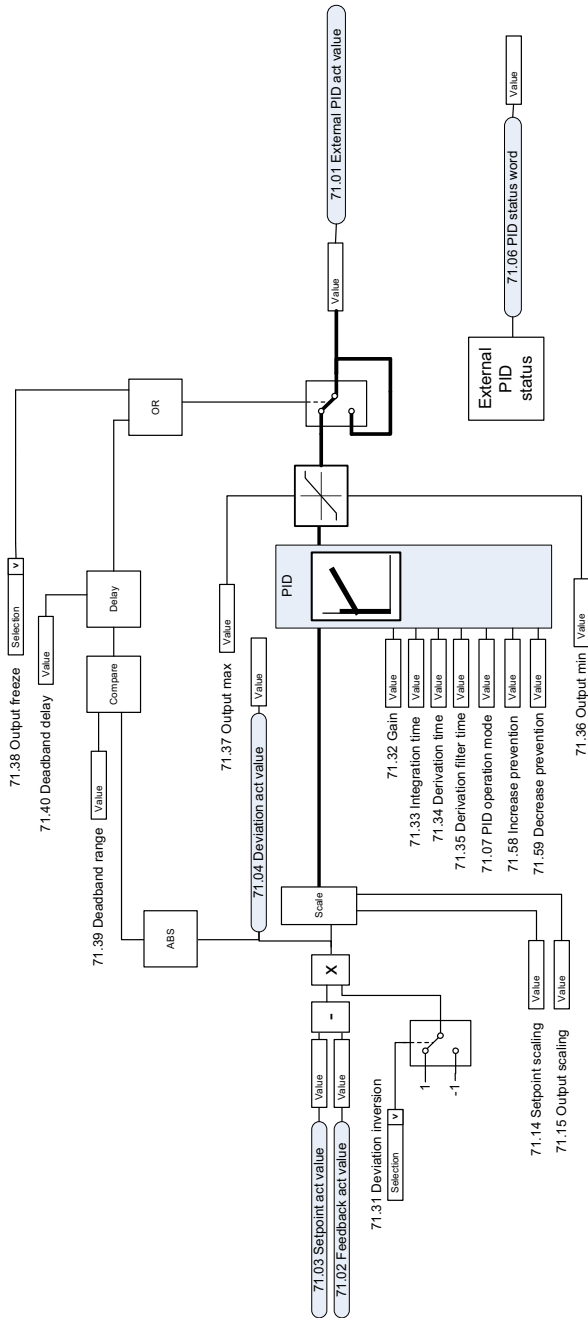 71.38 Output freeze
Selection
v
71.40 Deadband delay
Value
71.39 Deadband range
Value
Compare
Delay
OR
ABS
71.04 Deviation act value
Value
71.37 Output max
Value
71.03 Setpoint act value
Value
71.02 Feedback act value
Value
-
X
Scale
71.31 Deviation inversion
Selection
v
1
-1
71.14 Setpoint scaling
Value
71.15 Output scaling
Value
PID
71.32 Gain
Value
71.33 Integration time
Value
71.34 Derivation time
Value
71.35 Derivation filter time
Value
71.07 PID operation mode
Value
71.58 Increase prevention
Value
71.59 Decrease prevention
Value
71.36 Output min
Value
Value
71.01 External PID act value
External
PID
status
71.06 PID status word
Value